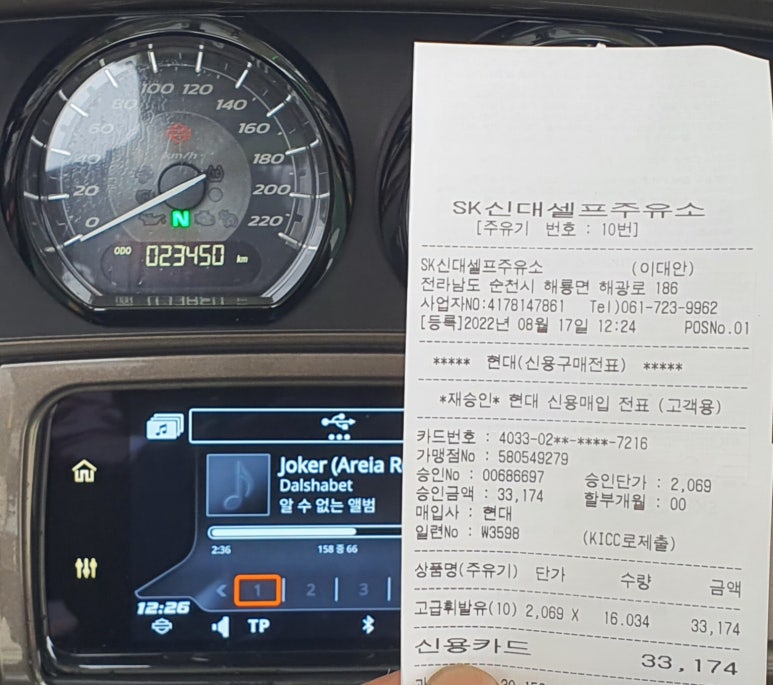 100 120
80 140
60 160
40 km/h 180
20 200
0 N 220
ODO 023450 km
Joker (Areia R
Dalshabet
알 수 없는 앨범
2:36 158 중 66
1 2 3
12:26
TP
SK신대셀프주유소
[주유기 번호 : 10번]
SK신대셀프주유소 (이대안)
전라남도 순천시 해룡면 해광로 186
사업자NO:4178147861 Tel)061-723-9962
[등록]2022년 08월 17일 12:24 POSNo.01
***** 현대(신용구매전표) *****
*재승인* 현대 신용매입 전표 (고객용)
카드번호 : 4033-02**-****-7216
가맹점No : 580549279
승인No : 00686697 승인단가 : 2,069
승인금액 : 33,174 할부개월 : 00
매입사 : 현대
일련No : W3598 (KICC로제출)
상품명(주유기) 단가 수량 금액
고급휘발유(10) 2,069 X 16.034 33,174
신용카드 33,174